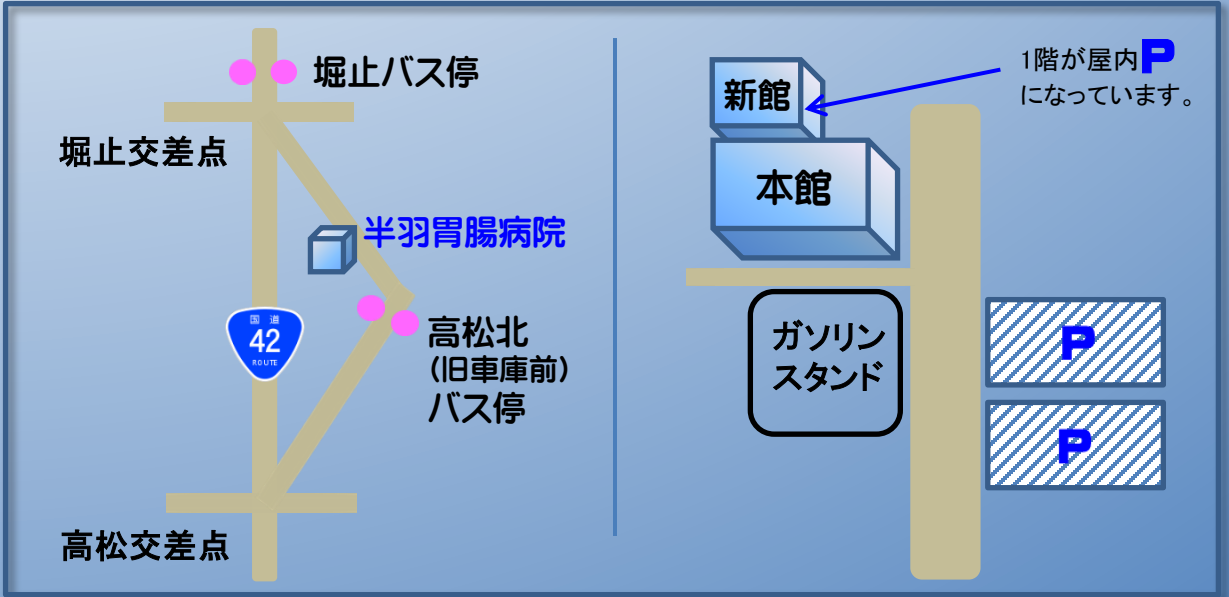 堀止バス停
堀止交差点
半羽胃腸病院
国道
42
ROUTE
高松北
(旧車庫前)
バス停
高松交差点
1階が屋内P
になっています。
新館
本館
ガソリン
スタンド
P
P